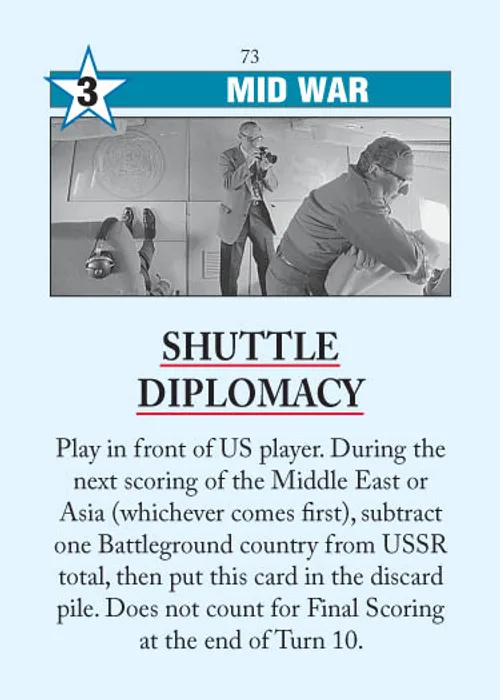 73
3
MID WAR
SHUTTLE
DIPLOMACY
Play in front of US player. During the
next scoring of the Middle East or
Asia (whichever comes first), subtract
one Battleground country from USSR
total, then put this card in the discard
pile. Does not count for Final Scoring
at the end of Turn 10.